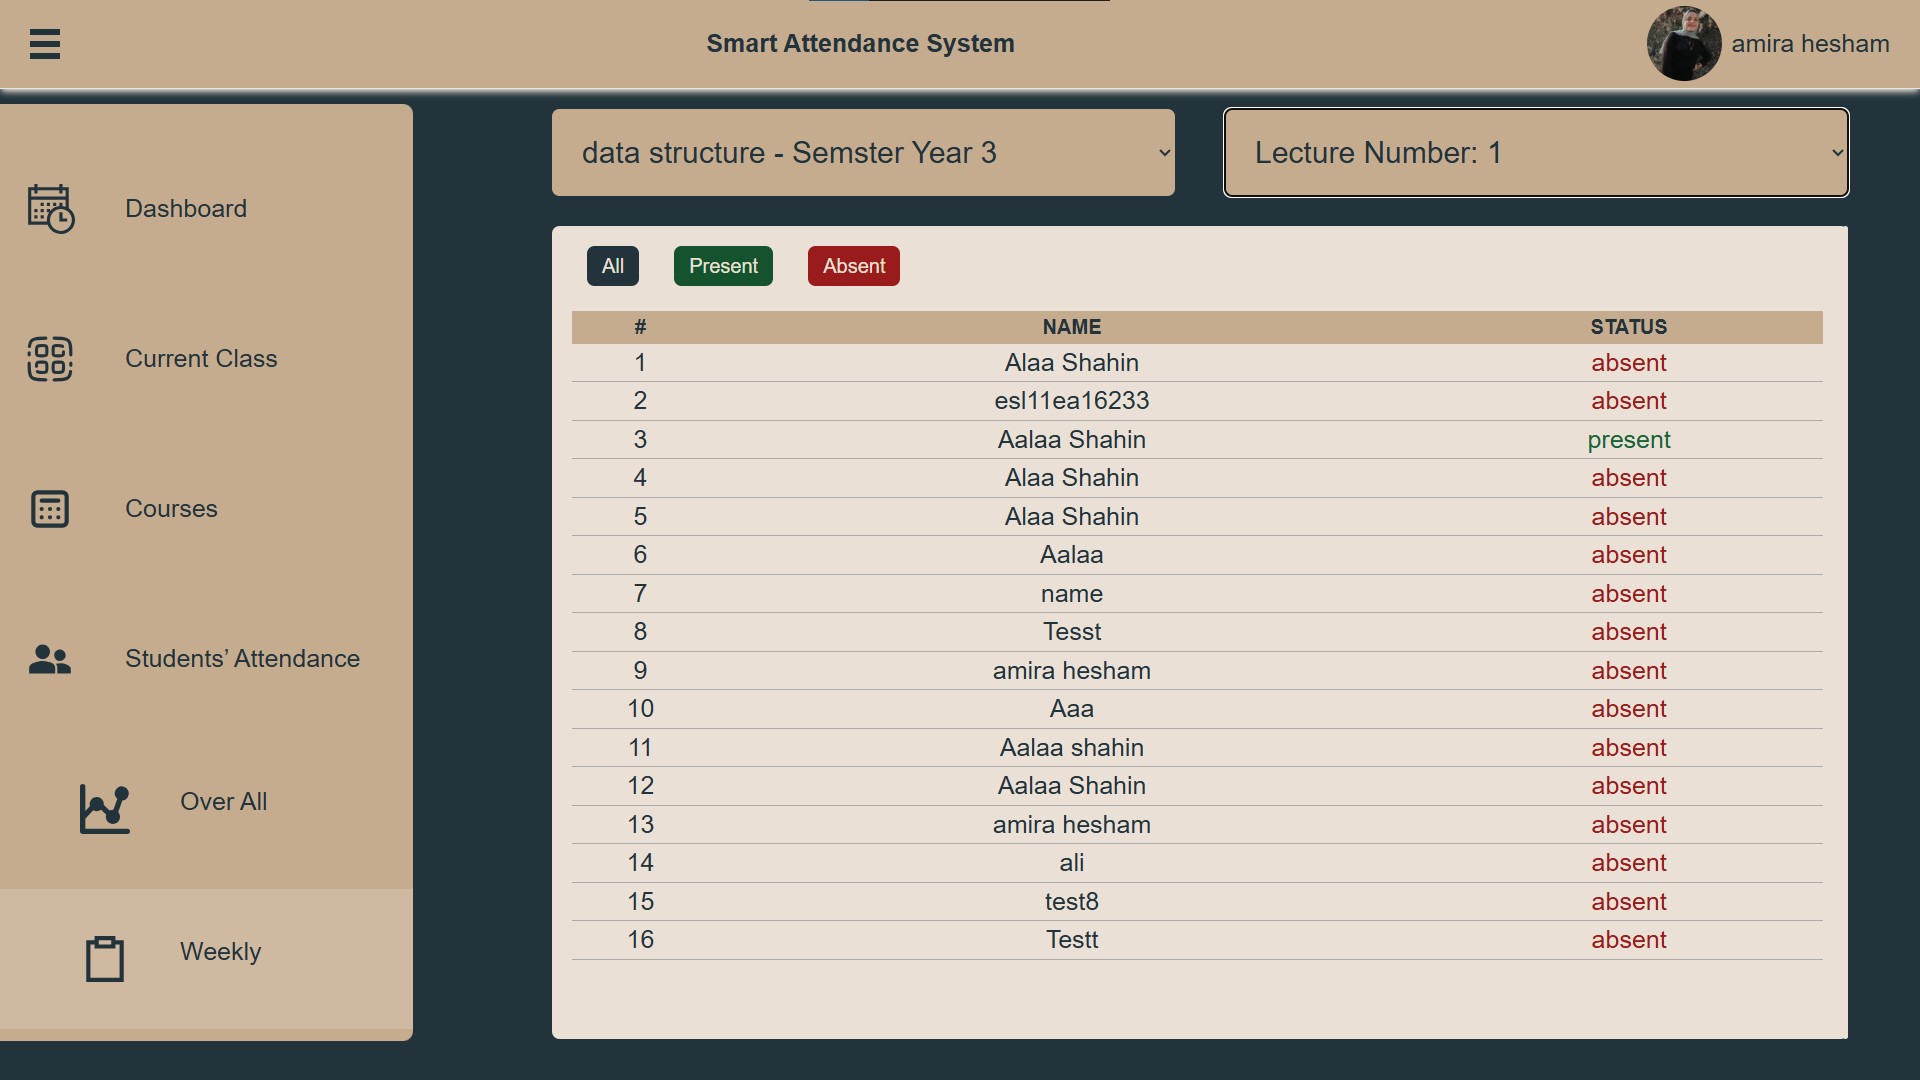 Smart Attendance System
amira hesham
Dashboard
Current Class
Courses
Students’ Attendance
Over All
Weekly
data structure - Semster Year 3
Lecture Number: 1
All Present Absent
# NAME STATUS
1 Alaa Shahin absent
2 esl11ea16233 absent
3 Aalaa Shahin present
4 Alaa Shahin absent
5 Alaa Shahin absent
6 Aalaa absent
7 name absent
8 Tesst absent
9 amira hesham absent
10 Aaa absent
11 Aalaa shahin absent
12 Aalaa Shahin absent
13 amira hesham absent
14 ali absent
15 test8 absent
16 Testt absent